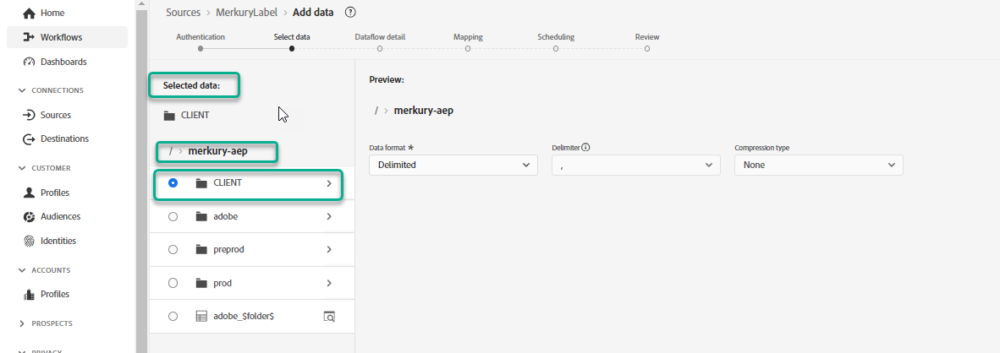 Home
Workflows
Dashboards
CONNECTIONS
Sources
Destinations
CUSTOMER
Profiles
Audiences
Identities
ACCOUNTS
Profiles
PROSPECTS
PRIVACY
Sources > MerkuryLabel > Add data ?
Authentication Select data Dataflow detail Mapping Scheduling Review
Selected data:
CLIENT
/ > merkury-aep
CLIENT >
adobe >
preprod >
prod >
adobe_$folder$
Preview:
/ > merkury-aep
Data format * Delimiter Compression type
Delimited , None